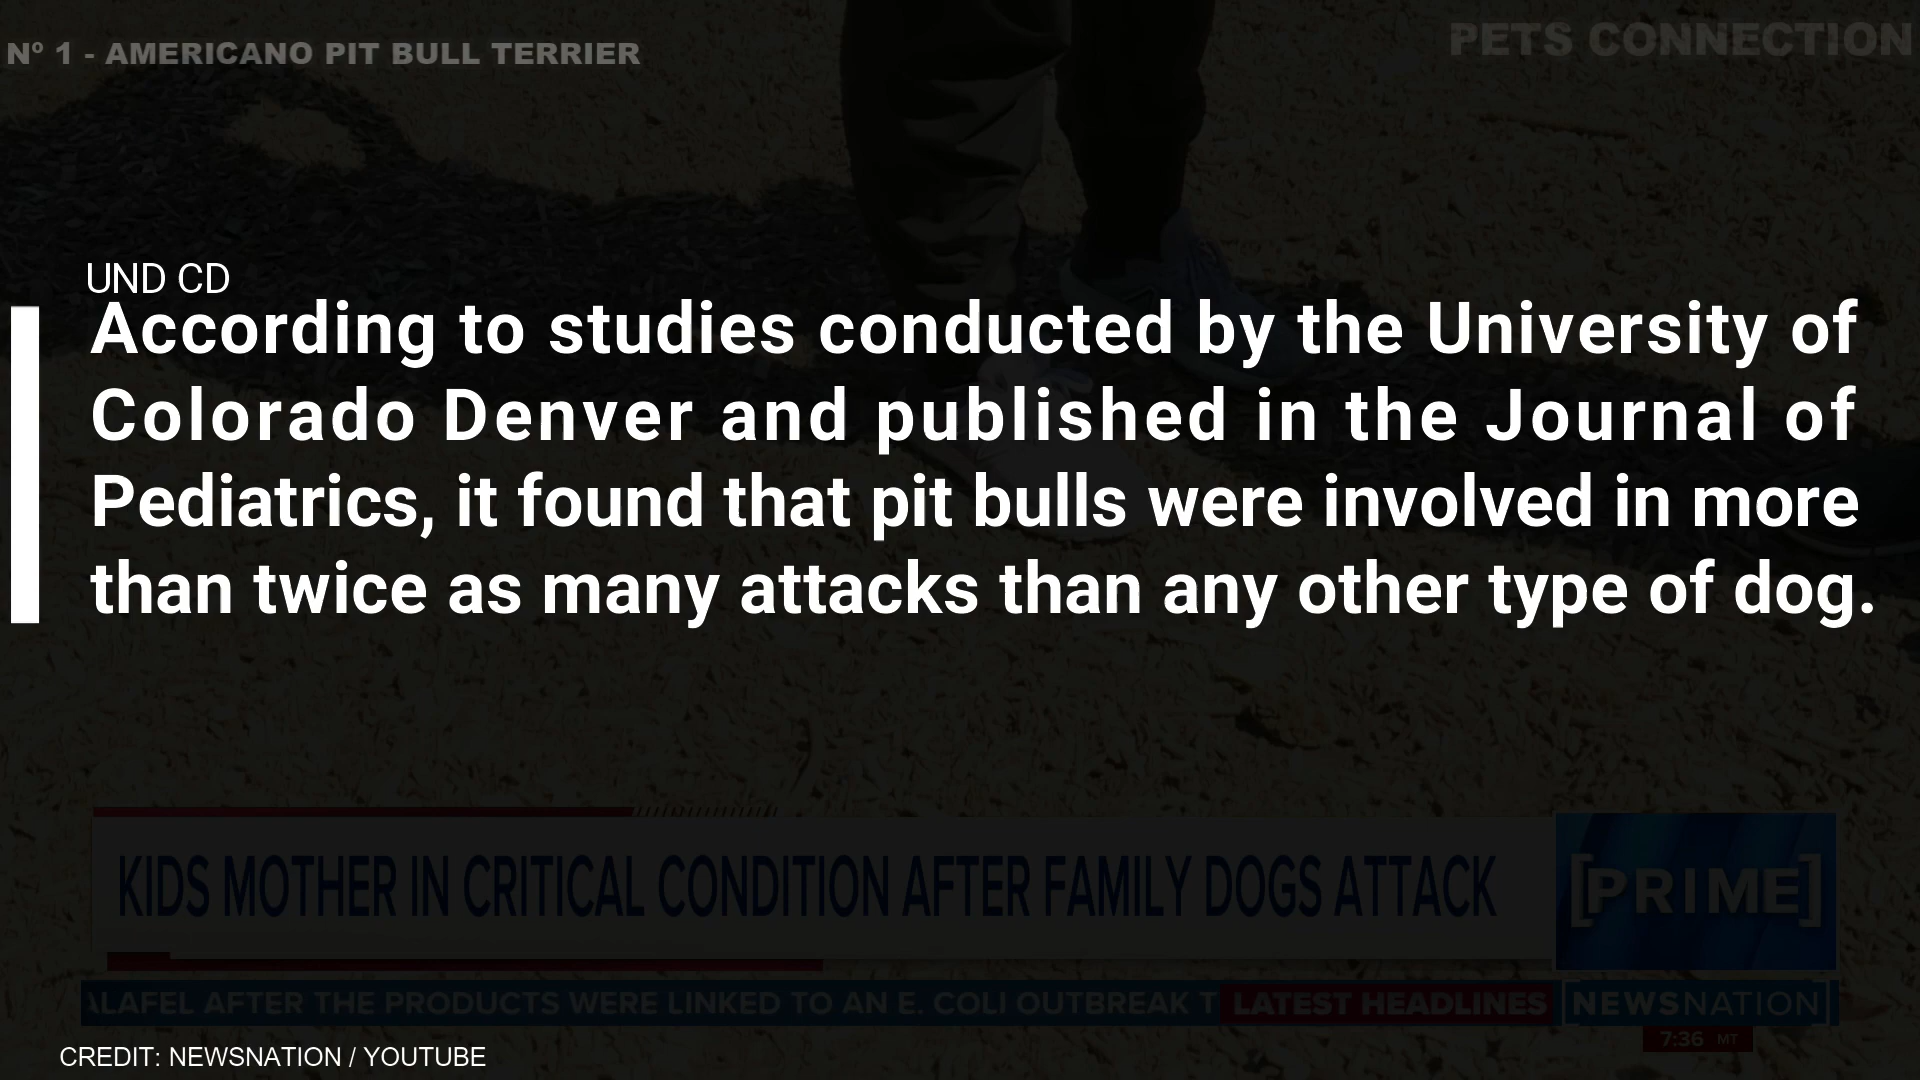 Nº 1 - AMERICANO PIT BULL TERRIER
PETS CONNECTION
UND CD
According to studies conducted by the University of
Colorado Denver and published in the Journal of
Pediatrics, it found that pit bulls were involved in more
than twice as many attacks than any other type of dog.
KIDS MOTHER IN CRITICAL CONDITION AFTER FAMILY DOGS ATTACK
[PRIME]
ALAFEL AFTER THE PRODUCTS WERE LINKED TO AN E. COLI OUTBREAK T
LATEST HEADLINES
NEWSNATION
7:36 MT
CREDIT: NEWSNATION / YOUTUBE